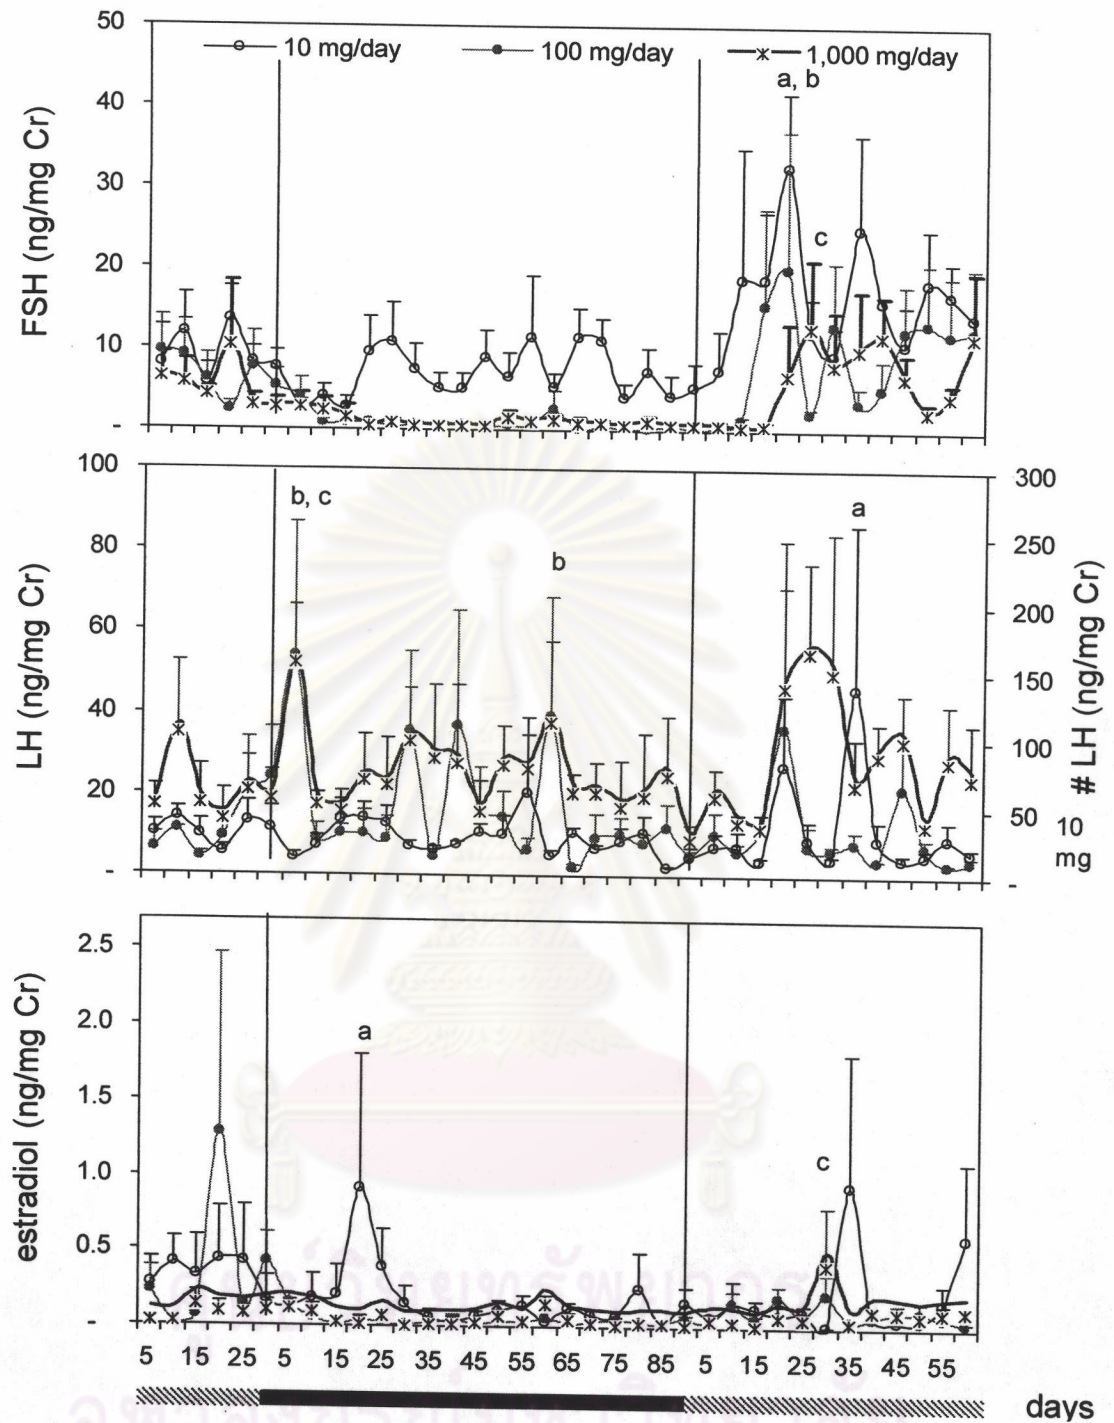 50
10 mg/day 100 mg/day 1,000 mg/day
a, b
40
30
c
20
10
-
FSH (ng/mg Cr)
100 300
b, c a
80 250
b
60 200
150
40 100
20 50
10
mg
- -
LH (ng/mg Cr)
# LH (ng/mg Cr)
2.5
2.0
a
1.5
c
1.0
0.5
-
estradiol (ng/mg Cr)
5 15 25 5 15 25 35 45 55 65 75 85 5 15 25 35 45 55
days